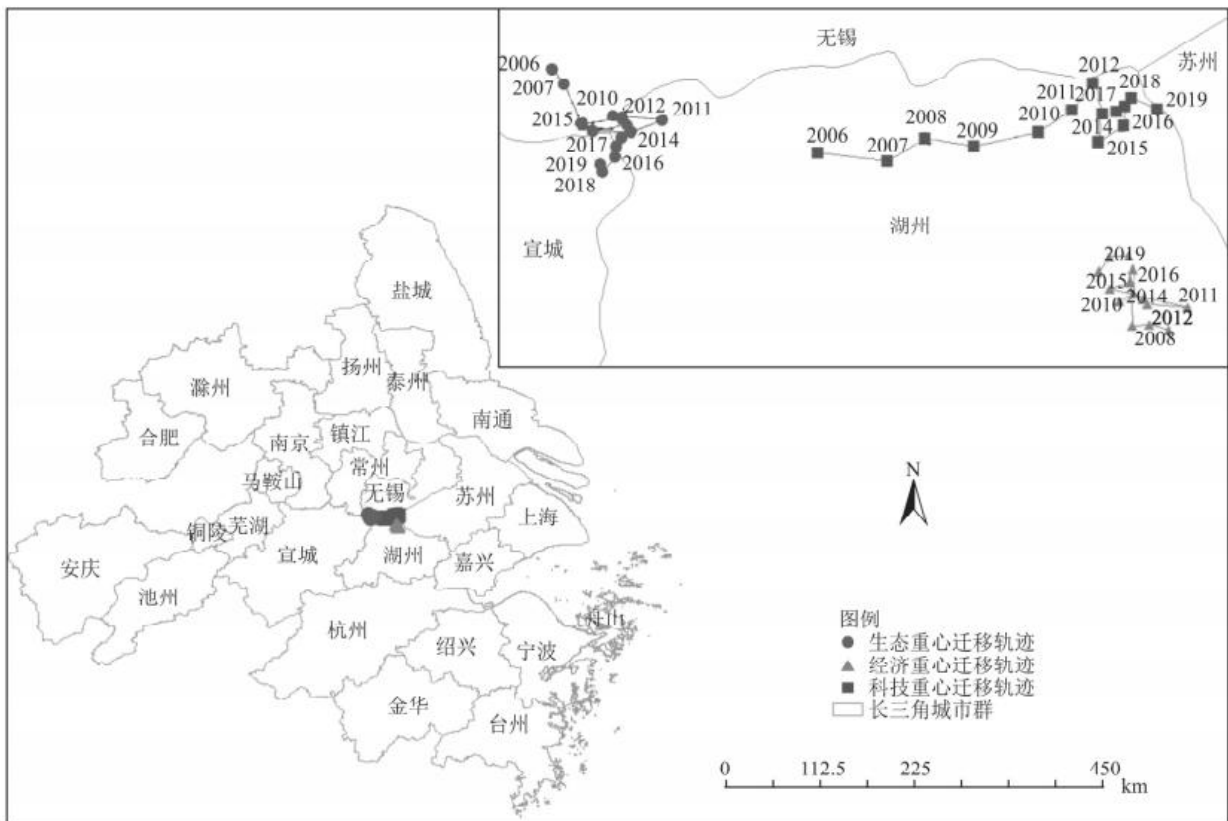 无锡
苏州
2006
2007
2010
2012
2011
2015
2017
2014
2019
2016
2018
宣城
2012
2018
2011
2017
2019
2010
2008
2009
2006
2007
2014
2016
2015
湖州
2019
2016
2015
2011
2010
2014
2012
2008
盐城
扬州
泰州
滁州
南通
合肥
南京
镇江
常州
马鞍山
无锡
苏州
上海
铜陵
芜湖
宣城
湖州
嘉兴
安庆
池州
杭州
绍兴
宁波
舟山
金华
台州
N
图例
生态重心迁移轨迹
经济重心迁移轨迹
科技重心迁移轨迹
长三角城市群
0 112.5 225 450
km